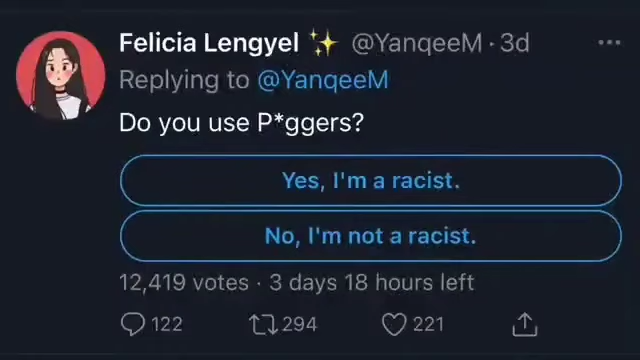 Felicia Lengyel ✨ @YanqeeM · 3d
Replying to @YanqeeM
Do you use P*ggers?
Yes, I'm a racist.
No, I'm not a racist.
12,419 votes · 3 days 18 hours left
122 294 221